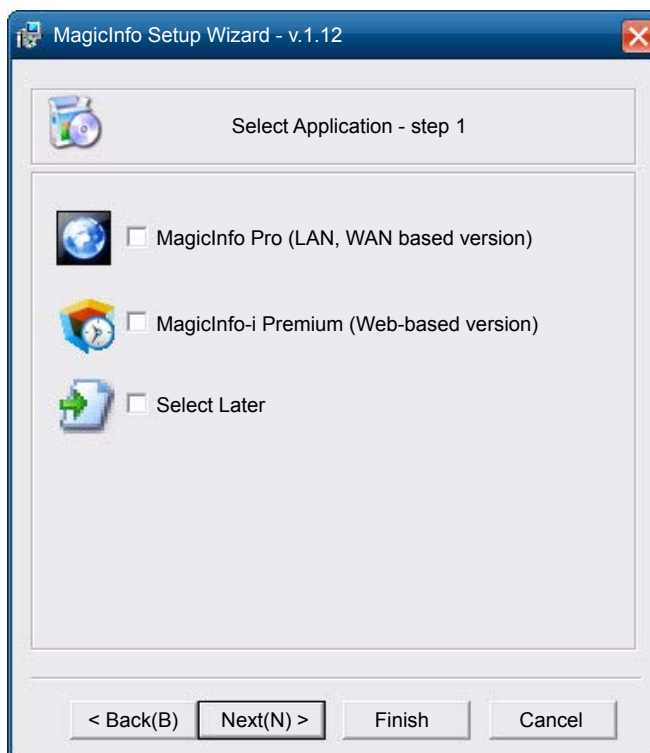 MagicInfo Setup Wizard - v.1.12
Select Application - step 1
MagicInfo Pro (LAN, WAN based version)
MagicInfo-i Premium (Web-based version)
Select Later
< Back(B) Next(N) > Finish Cancel